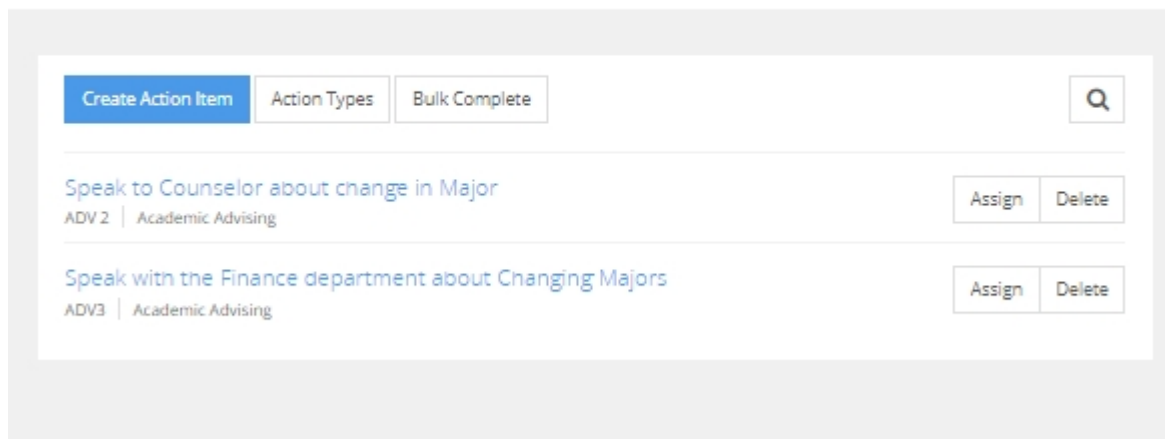 Create Action Item Action Types Bulk Complete
Speak to Counselor about change in Major
ADV 2 Academic Advising
Assign Delete
Speak with the Finance department about Changing Majors
ADV3 Academic Advising
Assign Delete